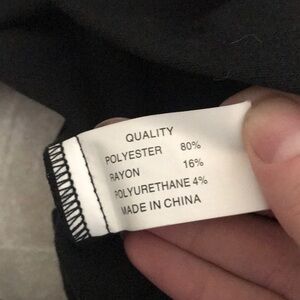 QUALITY
POLYESTER 80%
RAYON 16%
POLYURETHANE 4%
MADE IN CHINA